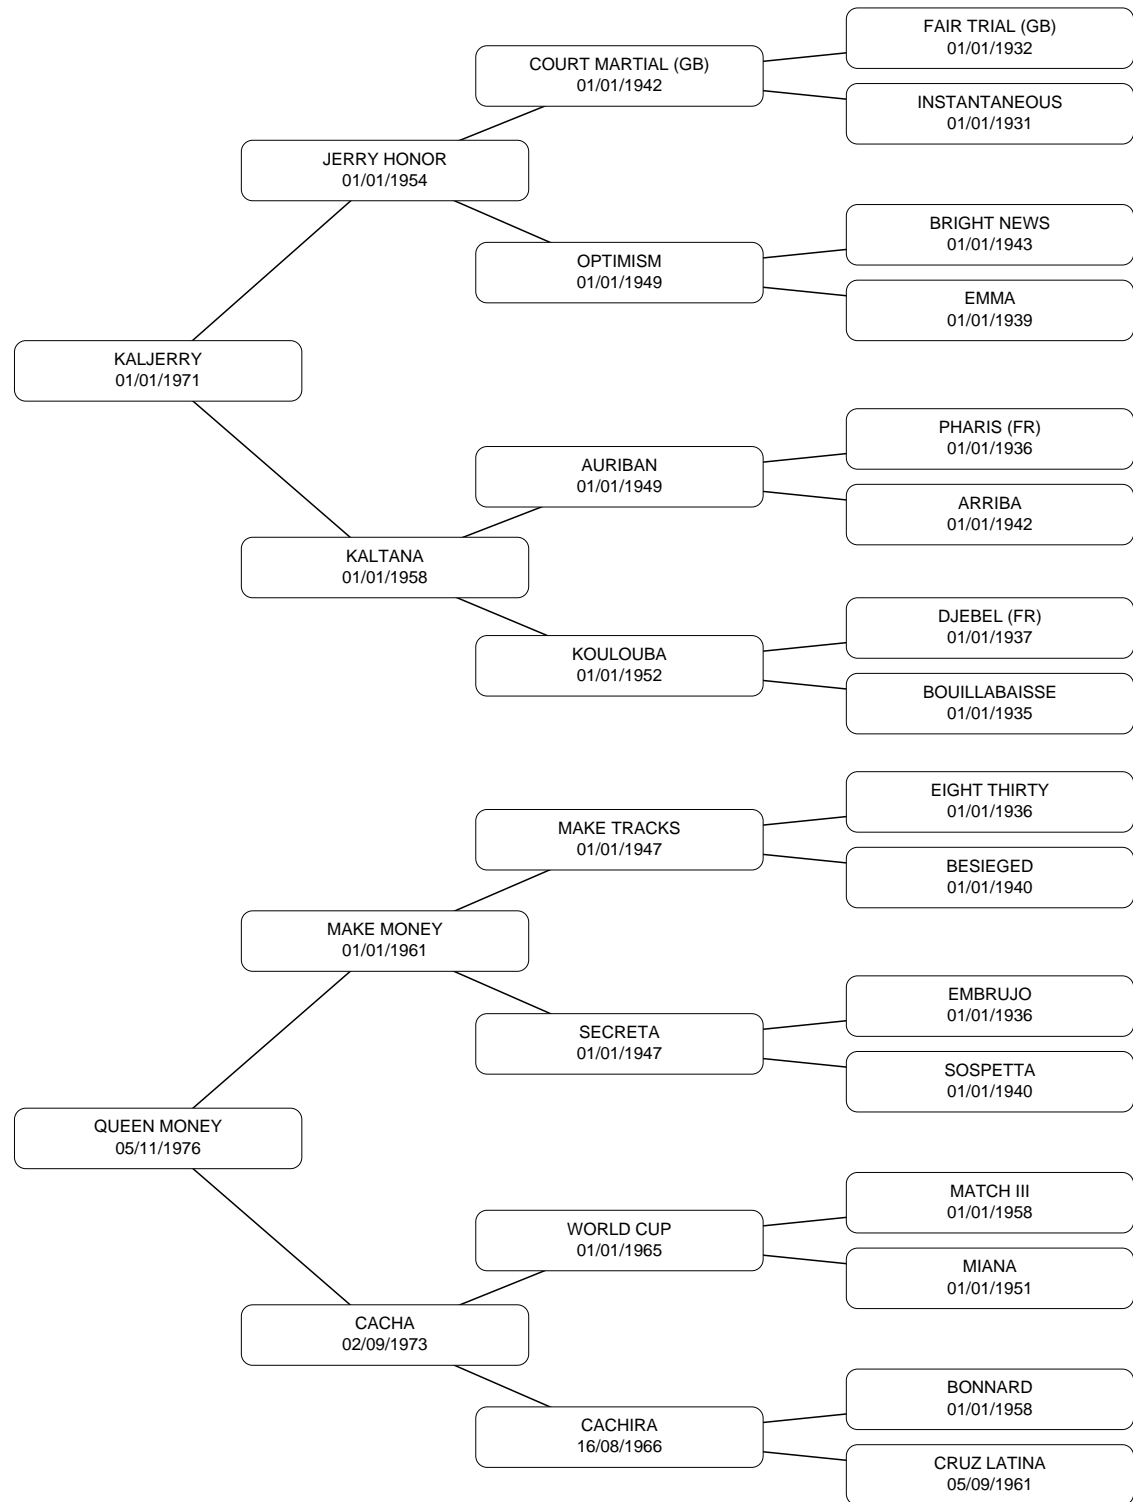 FAIR TRIAL (GB)
01/01/1932
COURT MARTIAL (GB)
01/01/1942
INSTANTANEOUS
01/01/1931
JERRY HONOR
01/01/1954
BRIGHT NEWS
01/01/1943
OPTIMISM
01/01/1949
EMMA
01/01/1939
KALJERRY
01/01/1971
PHARIS (FR)
01/01/1936
AURIBAN
01/01/1949
ARRIBA
01/01/1942
KALTANA
01/01/1958
DJEBEL (FR)
01/01/1937
KOULOUBA
01/01/1952
BOUILLABAISSE
01/01/1935
EIGHT THIRTY
01/01/1936
MAKE TRACKS
01/01/1947
BESIEGED
01/01/1940
MAKE MONEY
01/01/1961
EMBRUJO
01/01/1936
SECRETA
01/01/1947
SOSPETTA
01/01/1940
QUEEN MONEY
05/11/1976
MATCH III
01/01/1958
WORLD CUP
01/01/1965
MIANA
01/01/1951
CACHA
02/09/1973
BONNARD
01/01/1958
CACHIRA
16/08/1966
CRUZ LATINA
05/09/1961